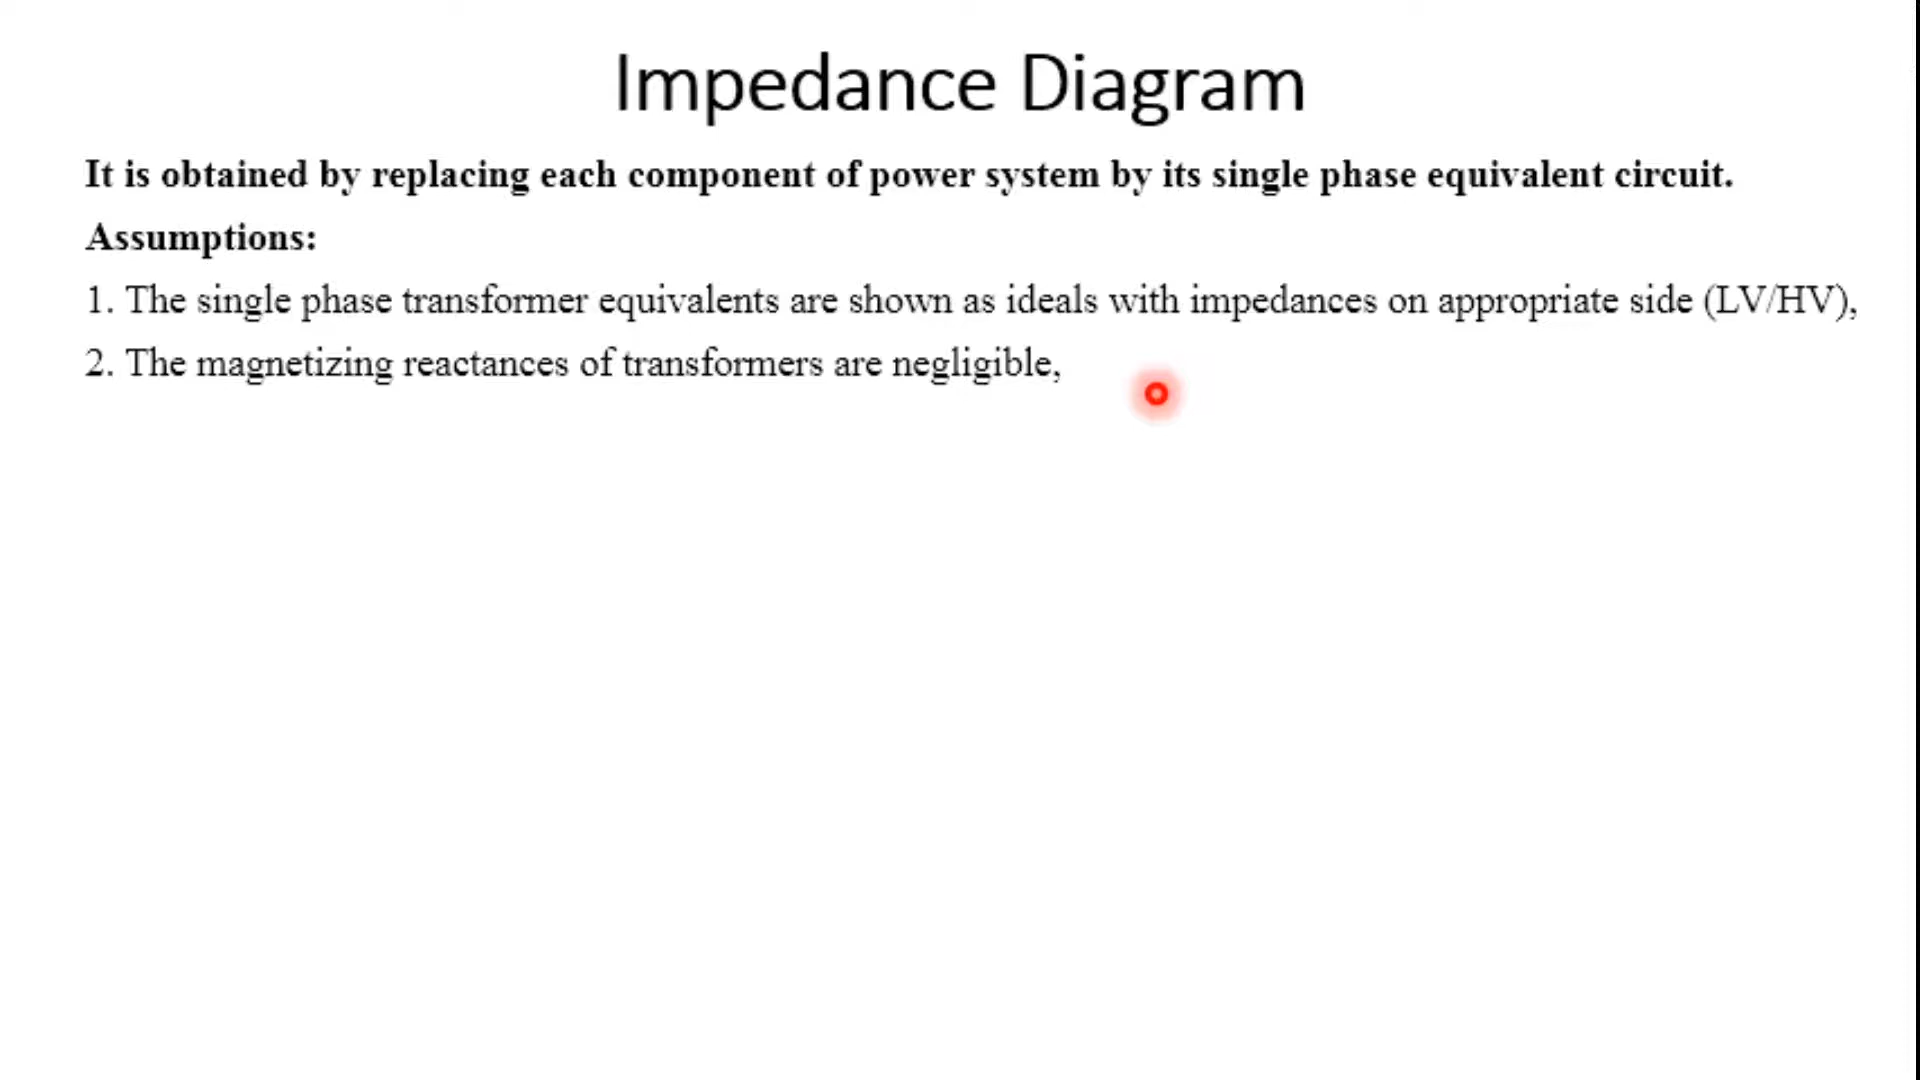 Impedance Diagram
It is obtained by replacing each component of power system by its single phase equivalent circuit.
Assumptions:
1. The single phase transformer equivalents are shown as ideals with impedances on appropriate side (LV/HV),
2. The magnetizing reactances of transformers are negligible,